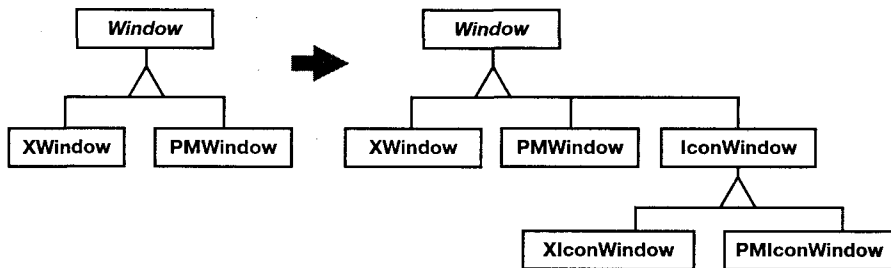 Window
Window
XWindow
PMWindow
XWindow
PMWindow
IconWindow
XIconWindow
PMIconWindow